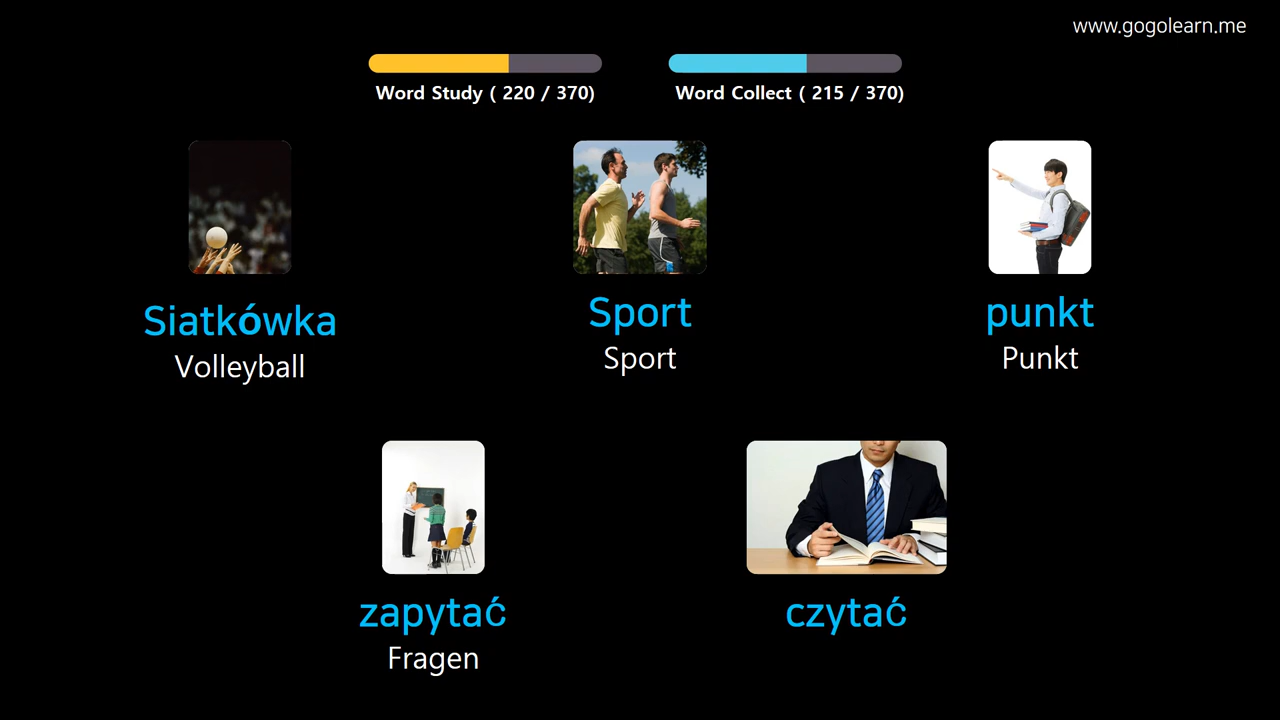 www.gogolearn.me
Word Study ( 220 / 370)
Word Collect ( 215 / 370)
Siatkówka
Volleyball
Sport
Sport
punkt
Punkt
zapytać
Fragen
czytać